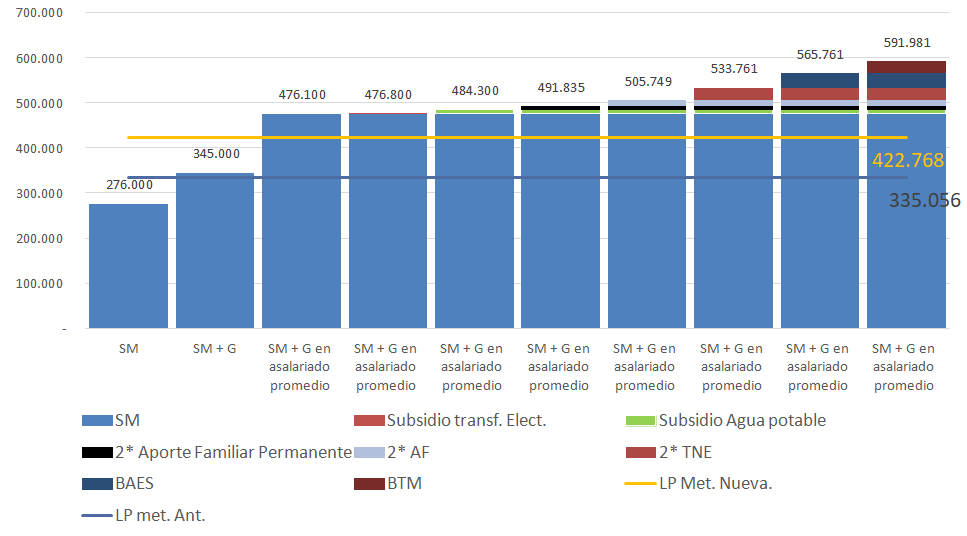 700.000
600.000
500.000
400.000
300.000
200.000
100.000
-
276.000
345.000
476.100
476.800
484.300
491.835
505.749
533.761
565.761
591.981
422.768
335.056
SM
SM + G
SM + G en
asalariado
promedio
SM + G en
asalariado
promedio
SM + G en
asalariado
promedio
SM + G en
asalariado
promedio
SM + G en
asalariado
promedio
SM + G en
asalariado
promedio
SM + G en
asalariado
promedio
SM + G en
asalariado
promedio
SM
Subsidio transf. Elect.
Subsidio Agua potable
2* Aporte Familiar Permanente
2* AF
2* TNE
BAES
BTM
LP Met. Nueva.
LP met. Ant.